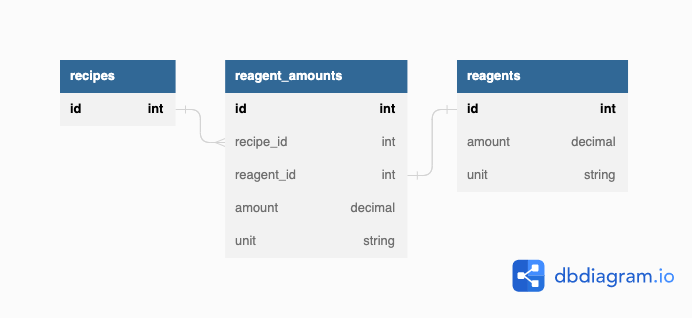 recipes
id int
reagent_amounts
id int
recipe_id int
reagent_id int
amount decimal
unit string
reagents
id int
amount decimal
unit string
dbdiagram.io